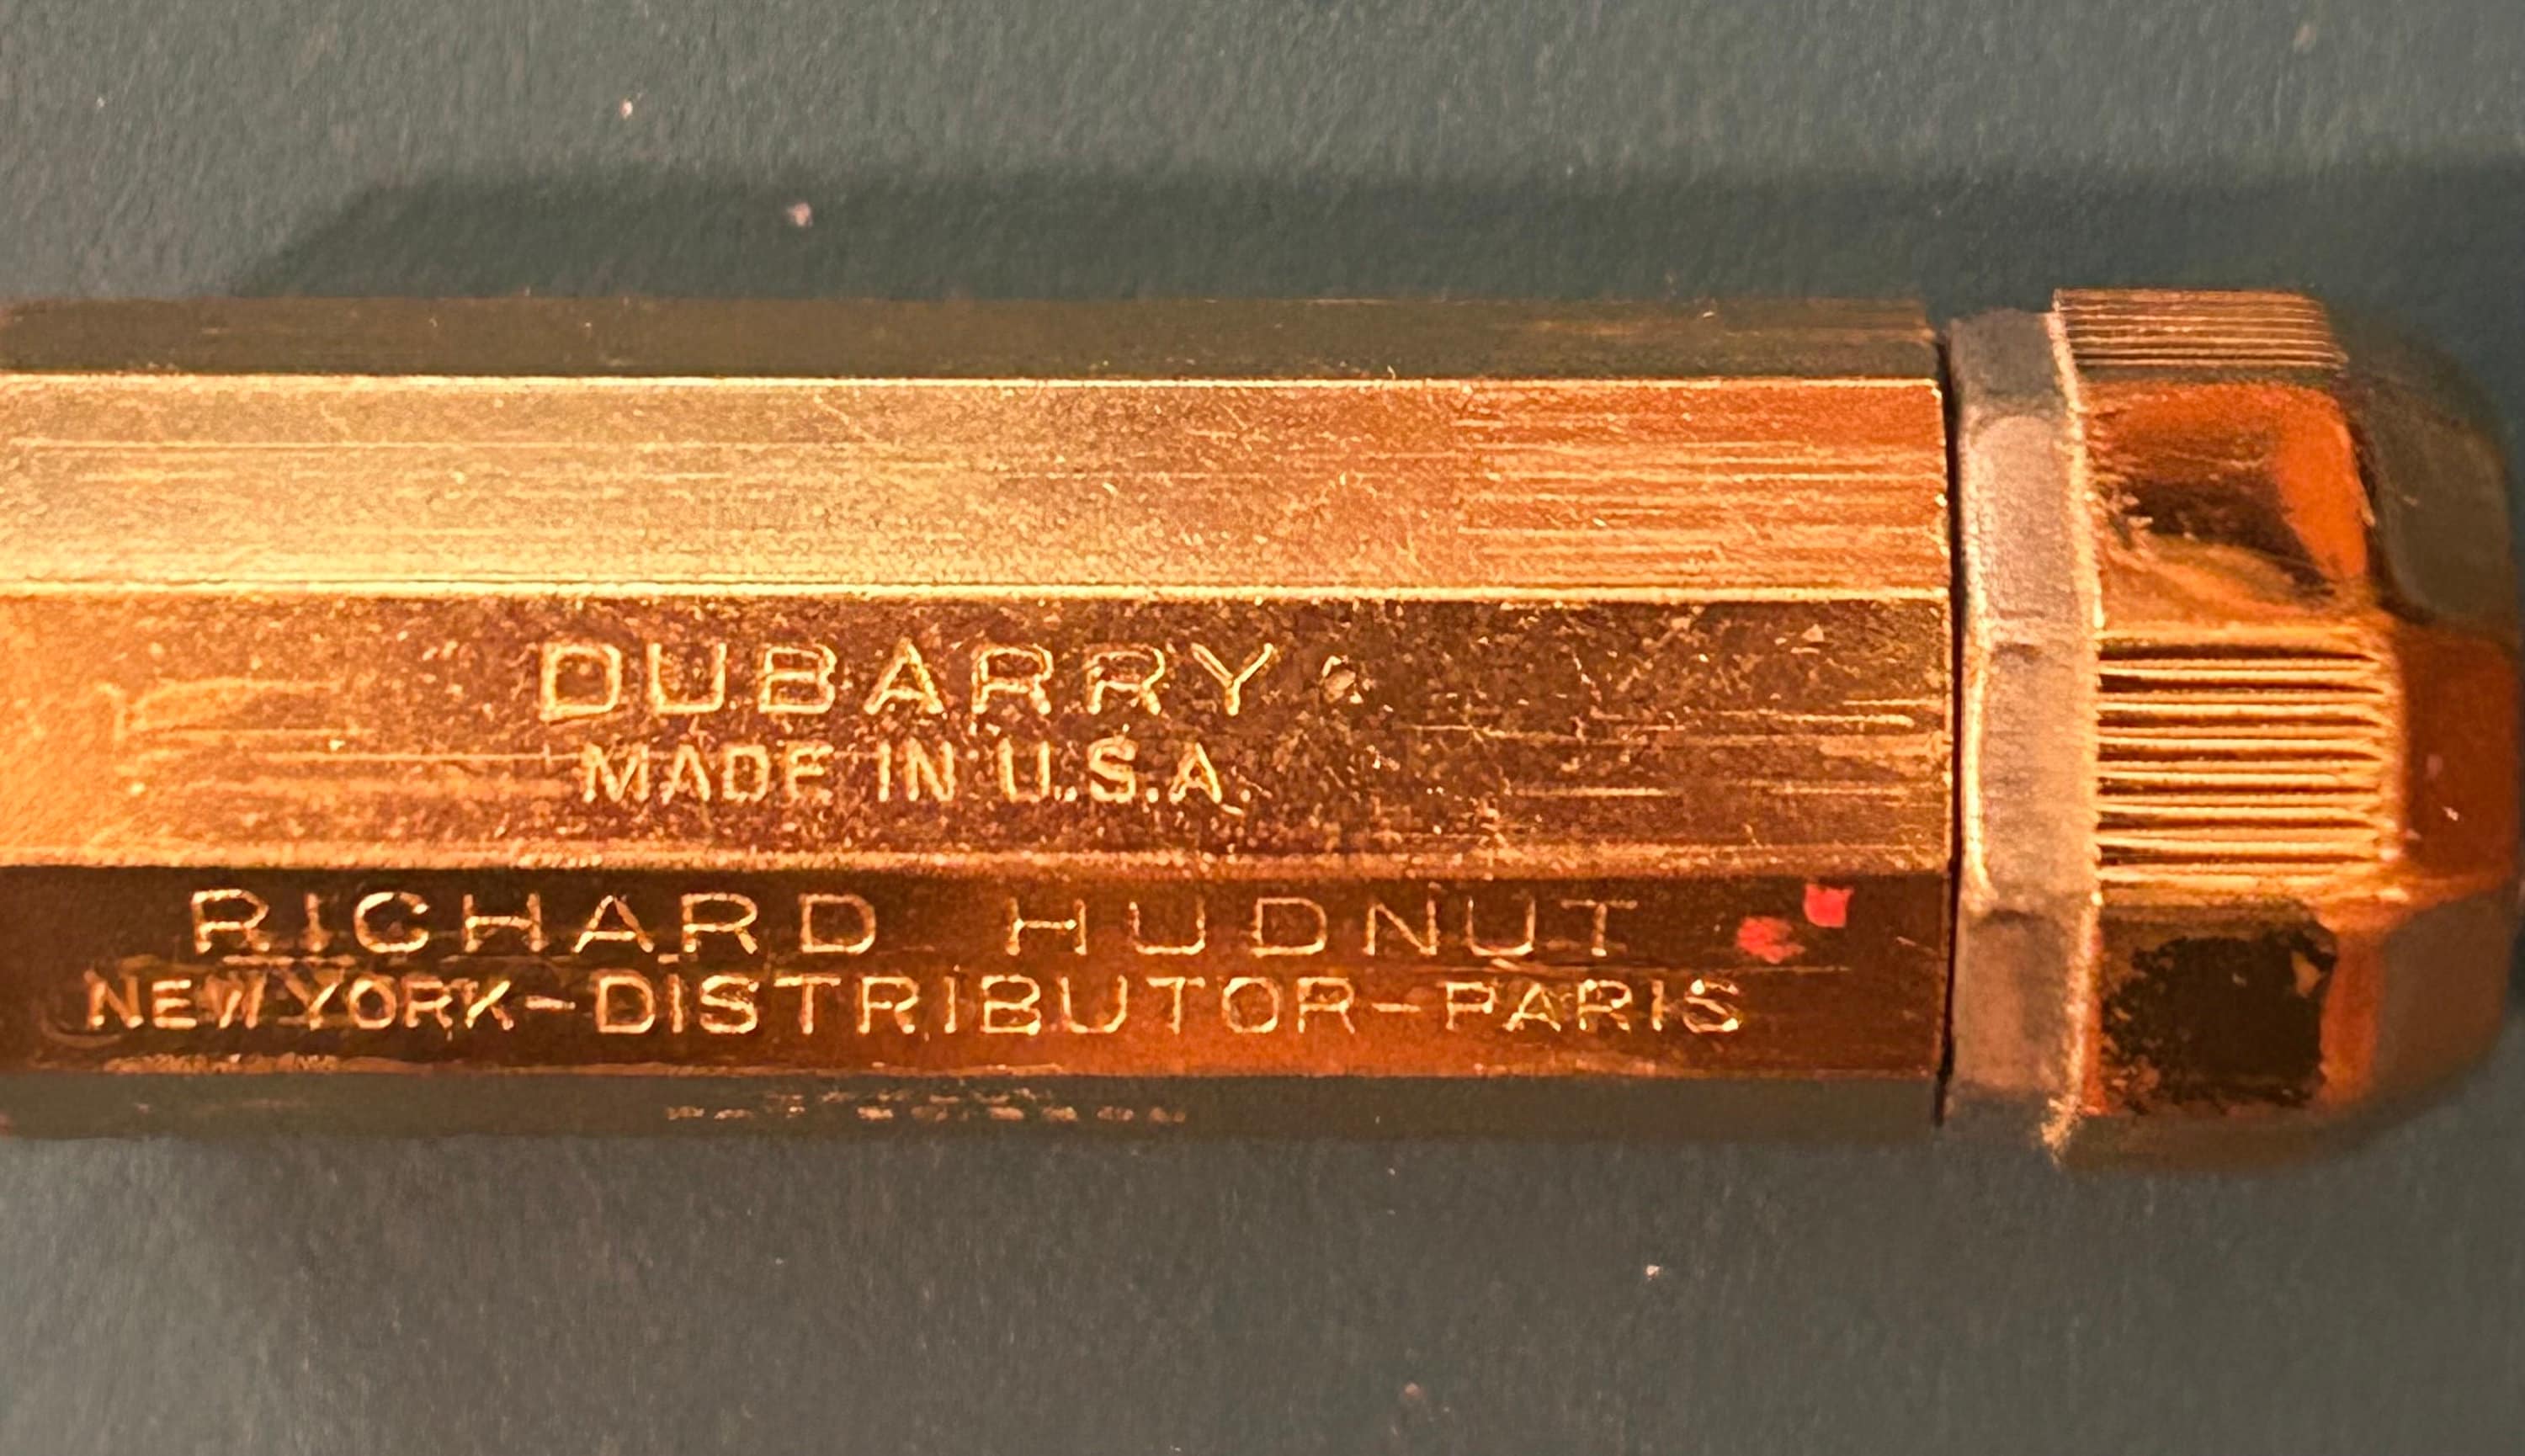 DUBARRY
MADE IN U.S.A.
RICHARD HUDNUT
NEW YORK-DISTRIBUTOR-PARIS